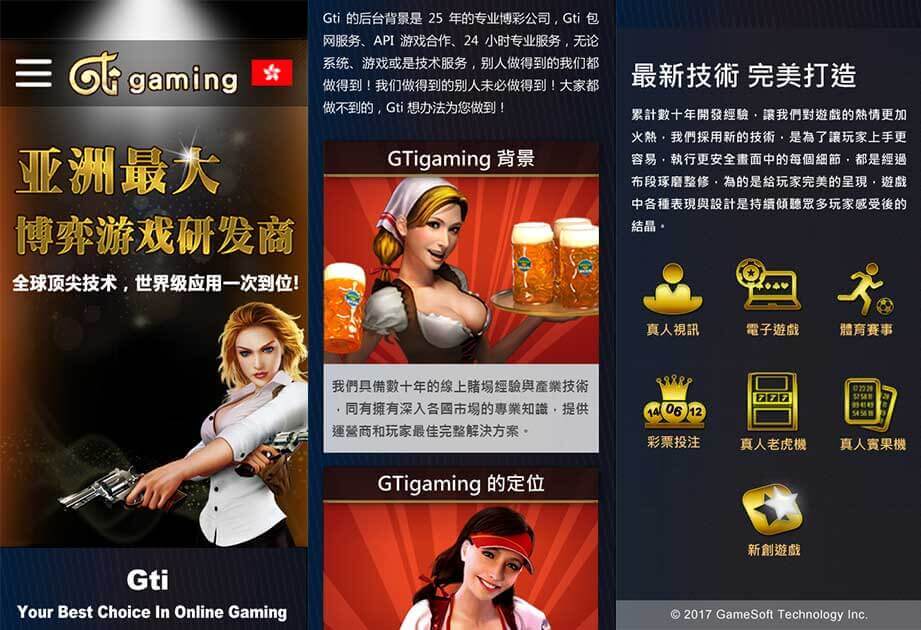 Gti gaming
亚洲最大
博弈游戏研发商
全球顶尖技术，世界级应用一次到位!
Gti
Your Best Choice In Online Gaming
Gti 的后台背景是 25 年的专业博彩公司，Gti 包
网服务、API 游戏合作、24 小时专业服务，无论
系统、游戏或是技术服务，别人做得到的我们都
做得到！我们做得到的别人未必做得到！大家都
做不到的，Gti 想办法为您做到！
GTigaming 背景
我們具備數十年的線上賭場經驗與產業技術
，同有擁有深入各國市場的專業知識，提供
運營商和玩家最佳完整解決方案。
GTigaming 的定位
最新技術 完美打造
累計數十年開發經驗，讓我們對遊戲的熱情更加
火熱，我們採用新的技術，是為了讓玩家上手更
容易，執行更安全畫面中的每個細節，都是經過
布段琢磨整修，為的是給玩家完美的呈現，遊戲
中各種表現與設計是持續傾聽眾多玩家感受後的
結晶。
真人視訊
電子遊戲
體育賽事
14 06 12
彩票投注
777
真人老虎機
真人賓果機
新創遊戲
© 2017 GameSoft Technology Inc.